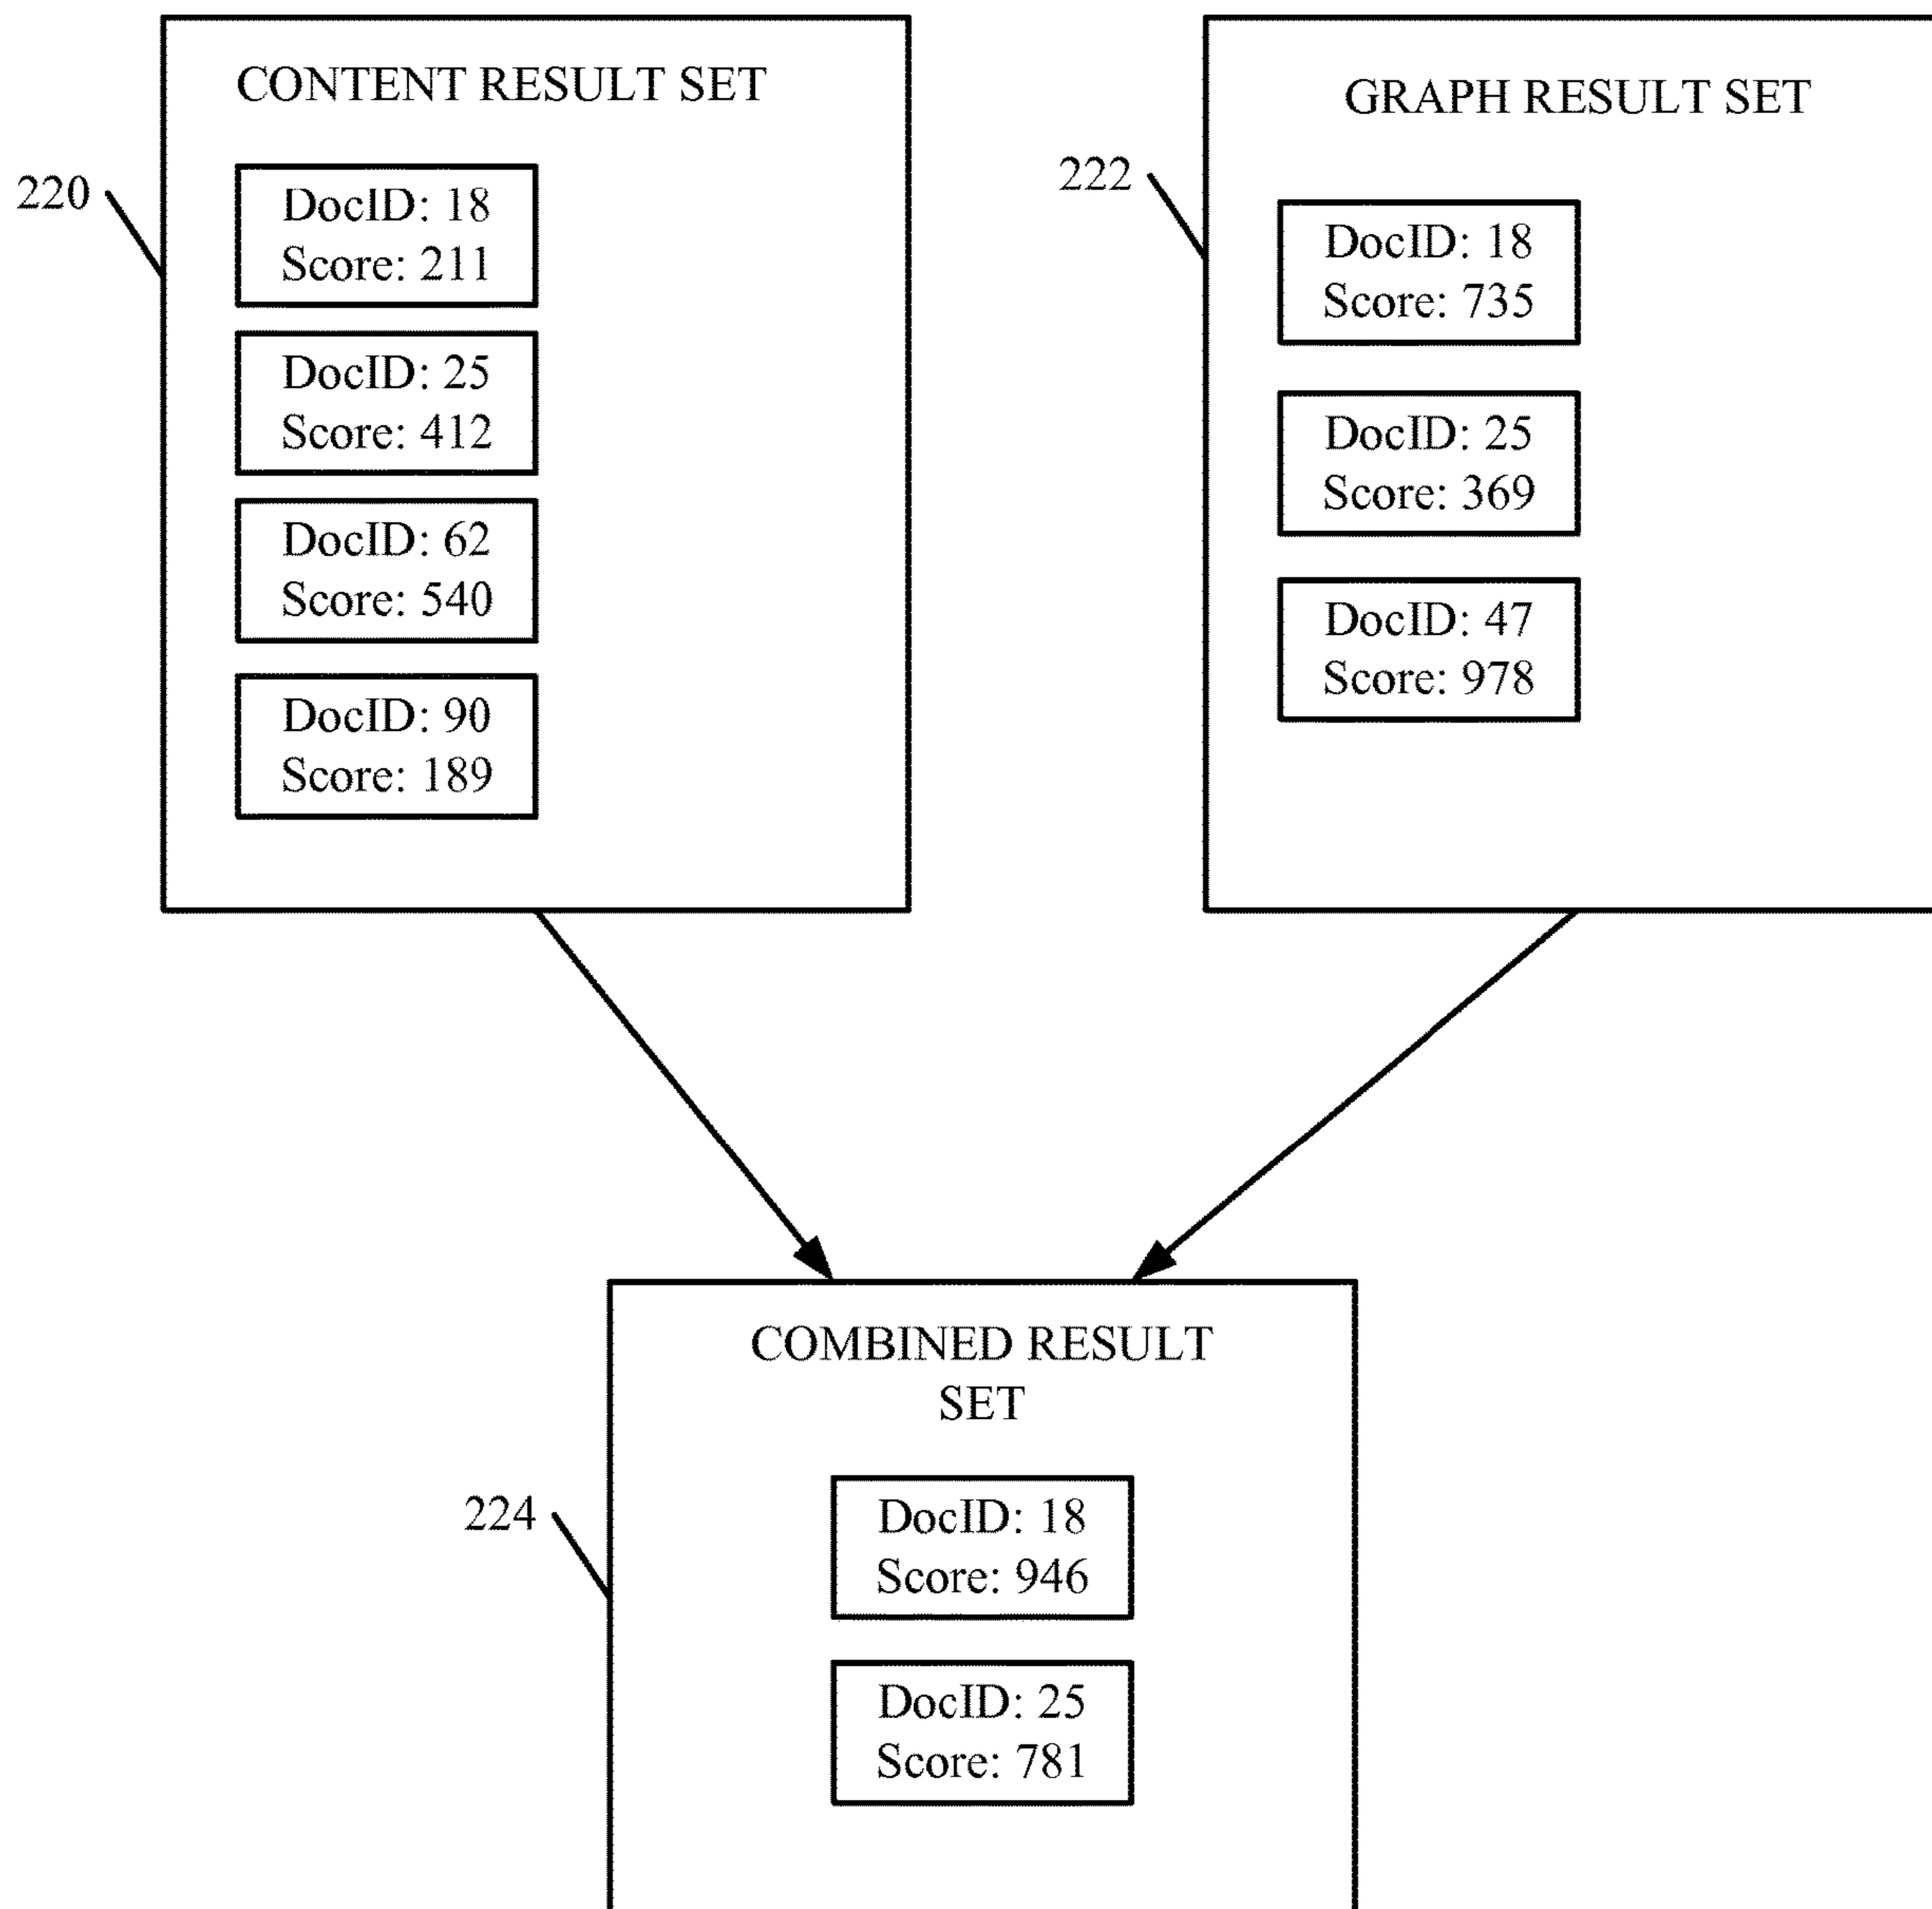 CONTENT RESULT SET
220
DocID: 18
Score: 211
DocID: 25
Score: 412
DocID: 62
Score: 540
DocID: 90
Score: 189
GRAPH RESULT SET
222
DocID: 18
Score: 735
DocID: 25
Score: 369
DocID: 47
Score: 978
COMBINED RESULT
SET
224
DocID: 18
Score: 946
DocID: 25
Score: 781